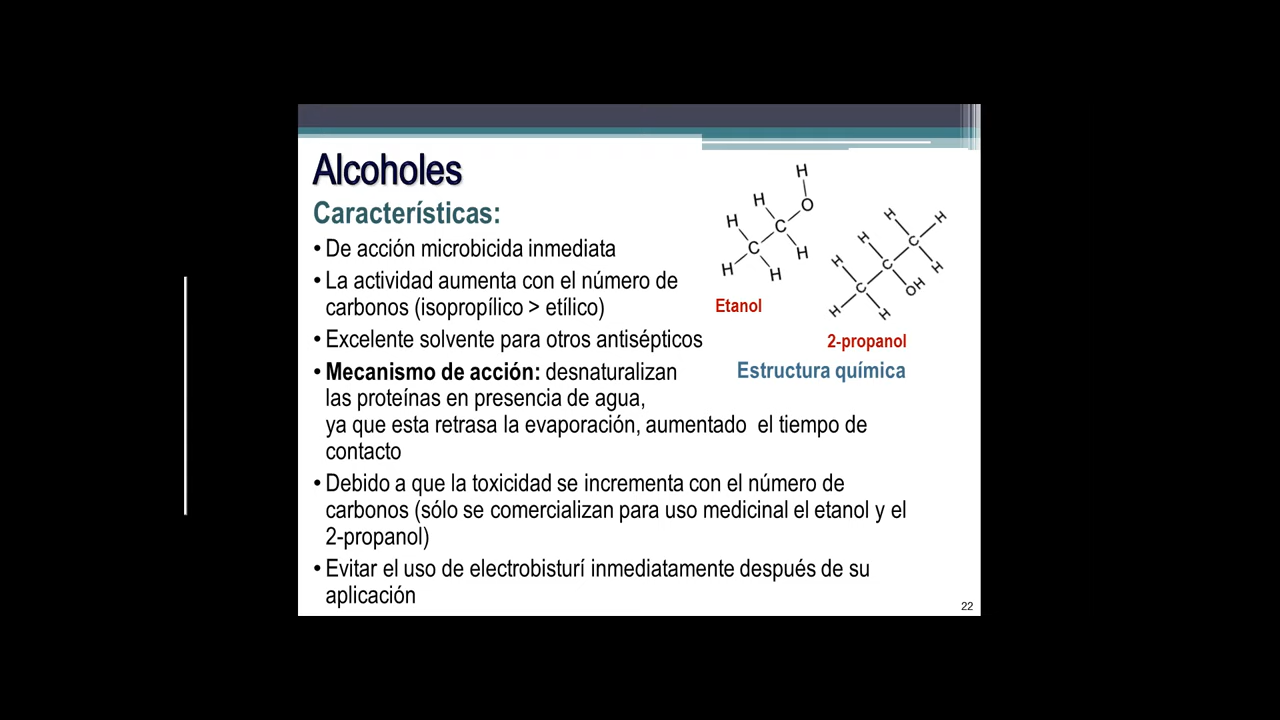 Alcoholes
Características:
• De acción microbicida inmediata
• La actividad aumenta con el número de
carbonos (isopropílico > etílico)
• Excelente solvente para otros antisépticos
• Mecanismo de acción: desnaturalizan
las proteínas en presencia de agua,
ya que esta retrasa la evaporación, aumentado el tiempo de
contacto
• Debido a que la toxicidad se incrementa con el número de
carbonos (sólo se comercializan para uso medicinal el etanol y el
2-propanol)
• Evitar el uso de electrobisturí inmediatamente después de su
aplicación
H
O
H
H
C
C
H
H
H
Etanol
H
H
H
C
H
C
H
C
OH
H
H
2-propanol
Estructura química
22